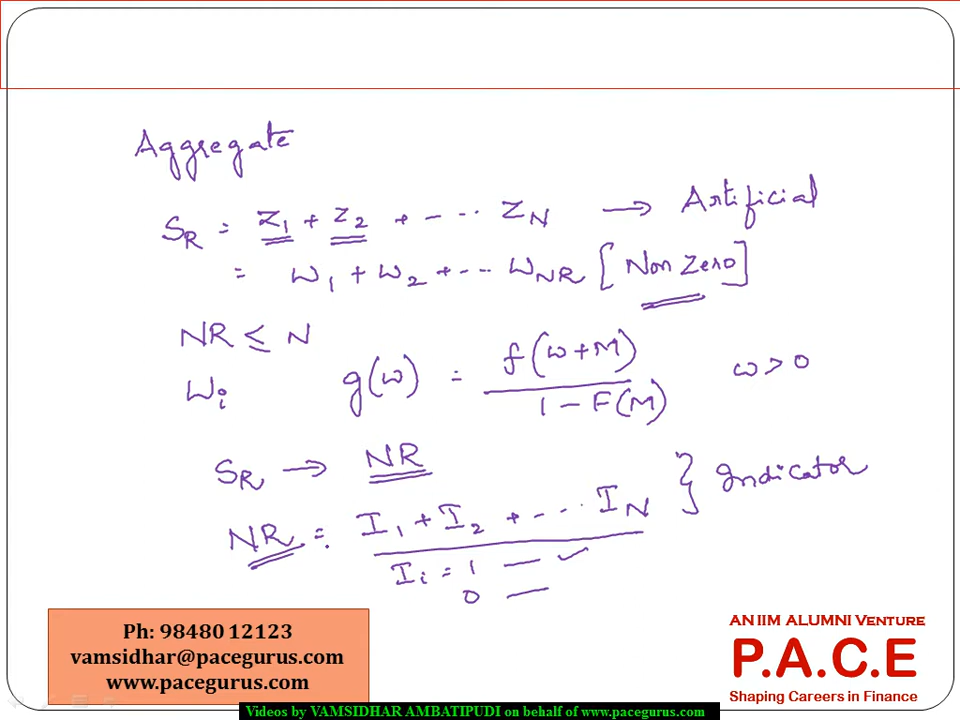 Aggregate
S_R = Z_1 + Z_2 + - ... Z_N → Artificial
= W_1 + W_2 + ... W_NR [Non Zero]
NR ≤ N
W_i g(w) = f(w+M) / 1 - F(M) w > 0
S_R → NR
NR = I_1 + I_2 + - ... I_N } Indicator
I_i = 1 — ✓
0 —
Ph: 98480 12123
vamsidhar@pacegurus.com
www.pacegurus.com
AN IIM ALUMNI VENTURE
P.A.C.E
Shaping Careers in Finance
Videos by VAMSIDHAR AMBATIPUDI on behalf of www.pacegurus.com